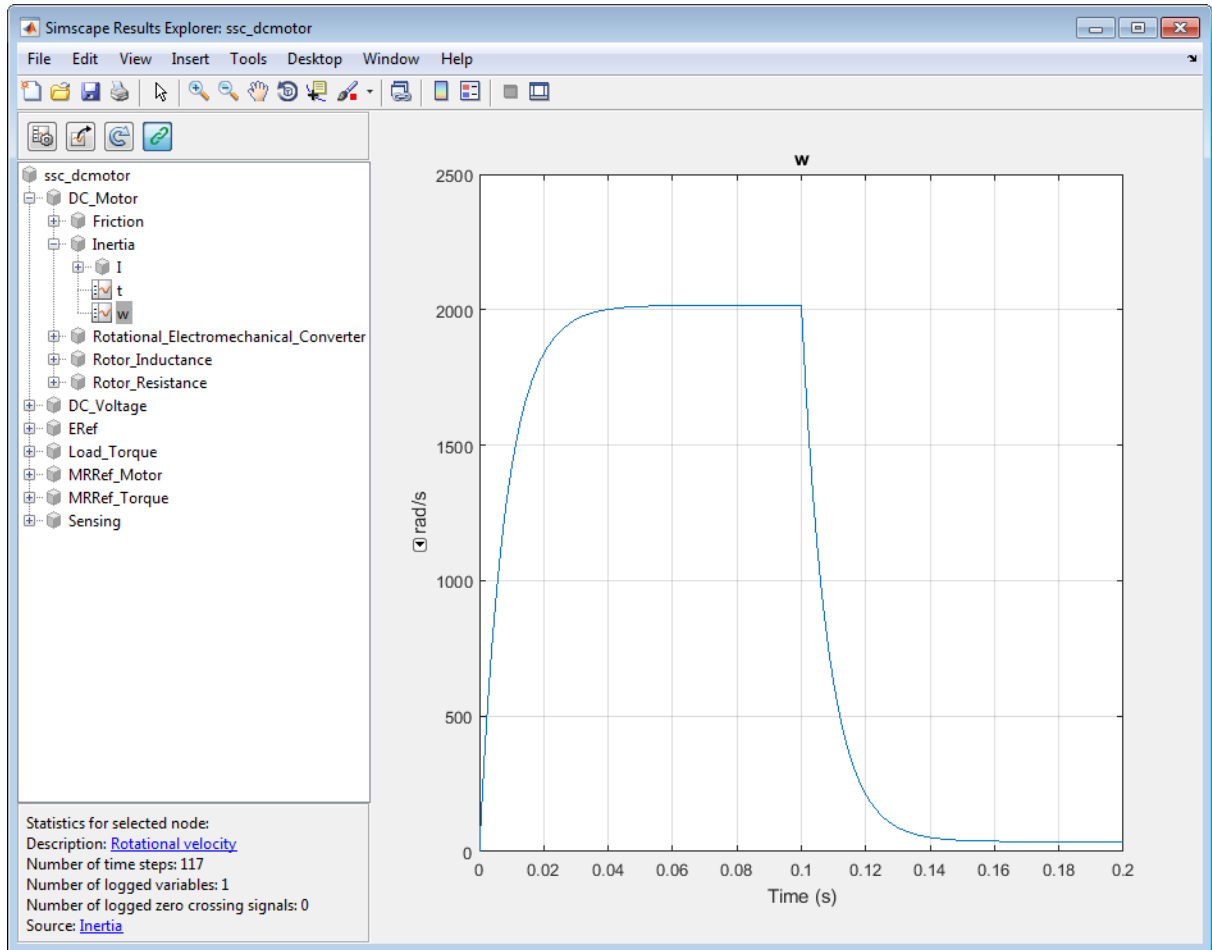 Simscape Results Explorer: ssc_dcmotor
File Edit View Insert Tools Desktop Window Help
ssc_dcmotor
DC_Motor
Friction
Inertia
I
t
w
Rotational_Electromechanical_Converter
Rotor_Inductance
Rotor_Resistance
DC_Voltage
ERef
Load_Torque
MRRef_Motor
MRRef_Torque
Sensing
Statistics for selected node:
Description: Rotational velocity
Number of time steps: 117
Number of logged variables: 1
Number of logged zero crossing signals: 0
Source: Inertia
w
2500
2000
1500
1000
500
0
rad/s
0 0.02 0.04 0.06 0.08 0.1 0.12 0.14 0.16 0.18 0.2
Time (s)